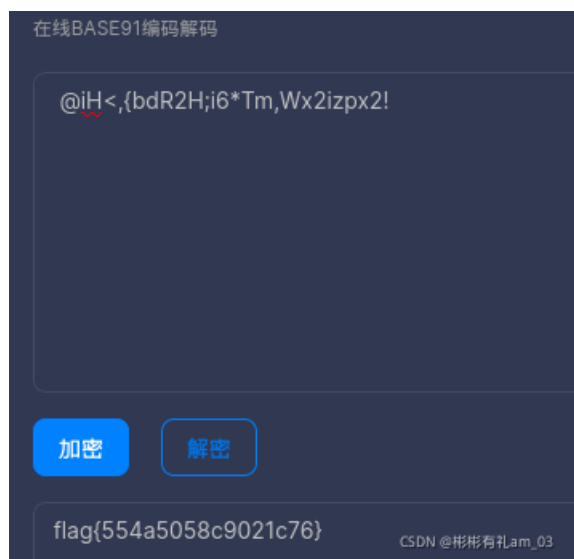 在线BASE91编码解码
@iH<,{bdR2H;i6*Tm,Wx2izpx2!
加密
解密
flag{554a5058c9021c76}
CSDN @彬彬有礼am_03